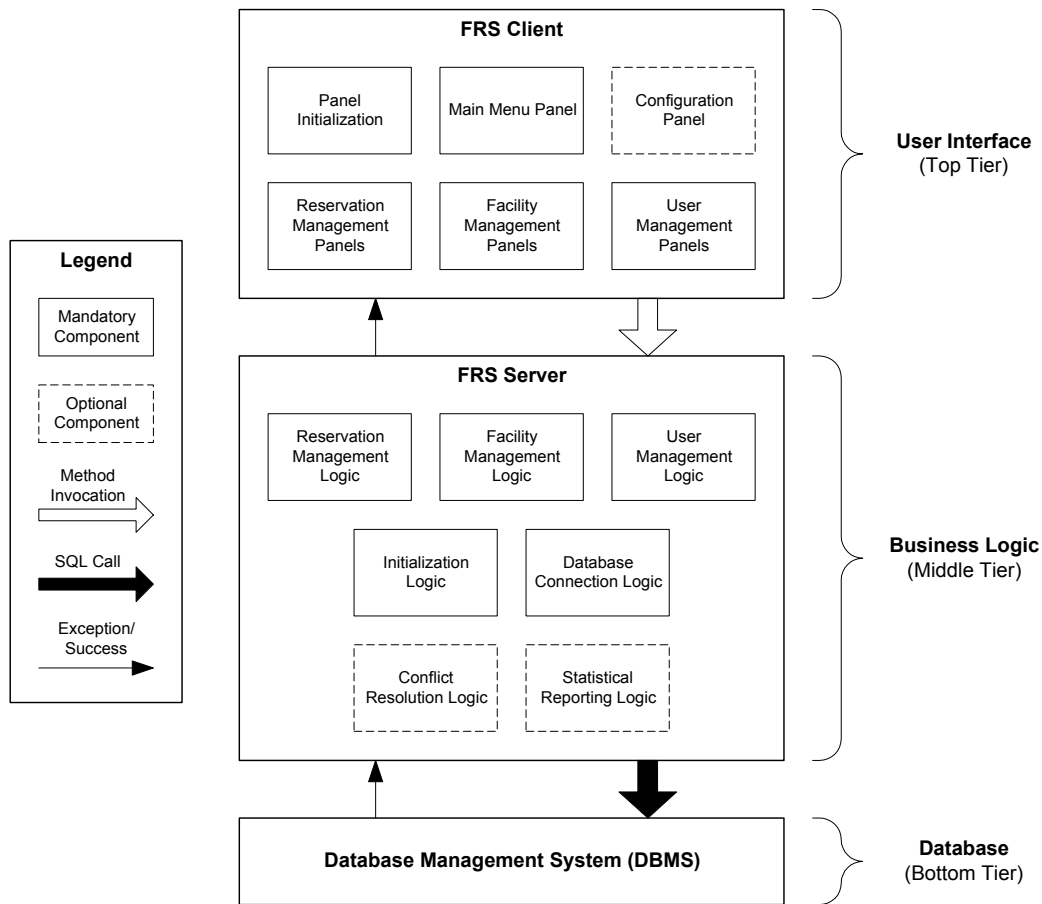 FRS Client
Panel
Initialization
Main Menu Panel
Configuration
Panel
Reservation
Management
Panels
Facility
Management
Panels
User
Management
Panels
User Interface
(Top Tier)
Legend
Mandatory
Component
Optional
Component
Method
Invocation
SQL Call
Exception/
Success
FRS Server
Reservation
Management
Logic
Facility
Management
Logic
User
Management
Logic
Initialization
Logic
Database
Connection Logic
Conflict
Resolution Logic
Statistical
Reporting Logic
Business Logic
(Middle Tier)
Database Management System (DBMS)
Database
(Bottom Tier)